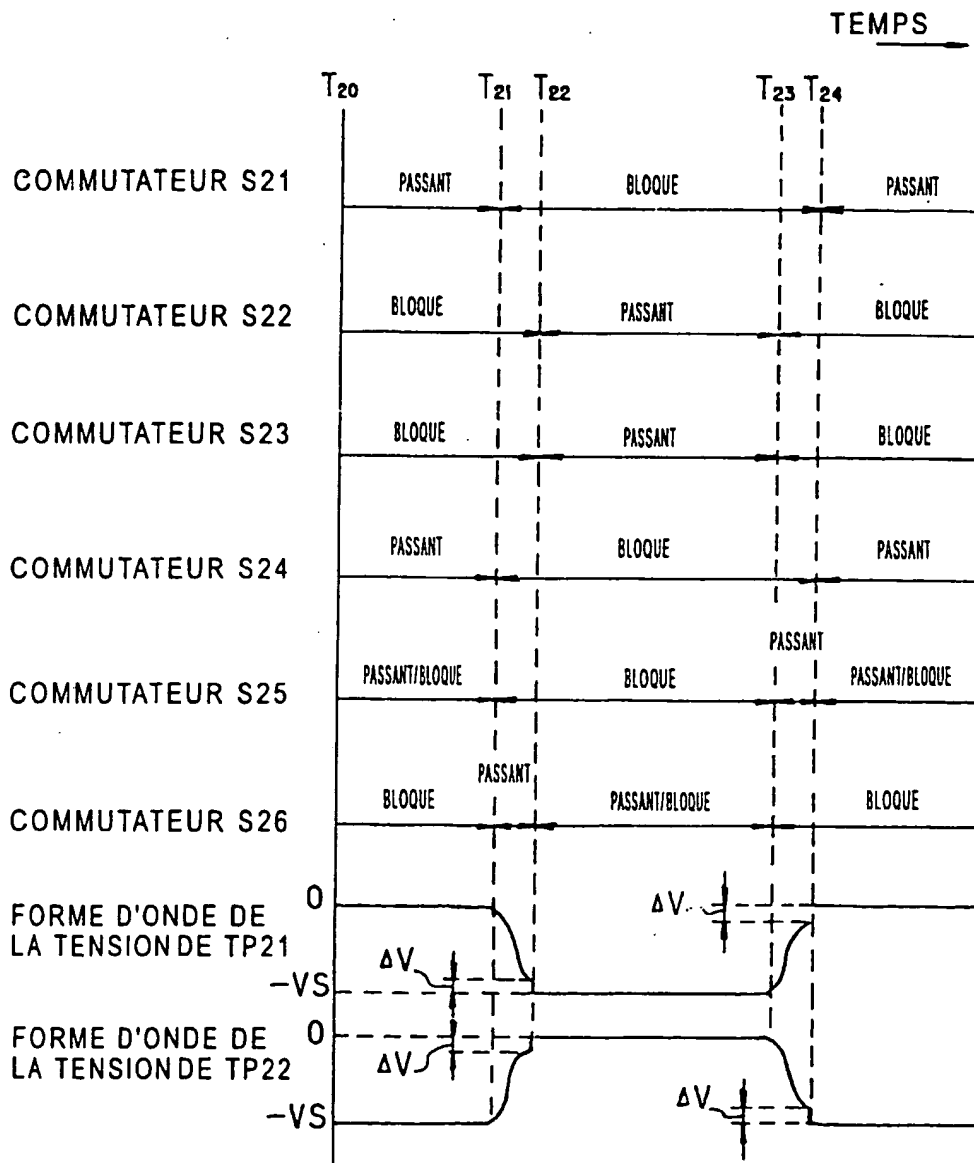 TEMPS
T20 T21 T22 T23 T24
COMMUTATEUR S21 PASSANT BLOQUE PASSANT
COMMUTATEUR S22 BLOQUE PASSANT BLOQUE
COMMUTATEUR S23 BLOQUE PASSANT BLOQUE
COMMUTATEUR S24 PASSANT BLOQUE PASSANT
PASSANT
COMMUTATEUR S25 PASSANT/BLOQUE BLOQUE PASSANT/BLOQUE
PASSANT
COMMUTATEUR S26 BLOQUE PASSANT/BLOQUE BLOQUE
FORME D'ONDE DE
LA TENSION DE TP21
0
ΔV
ΔV
-VS
FORME D'ONDE DE
LA TENSION DE TP22
0
ΔV
ΔV
-VS